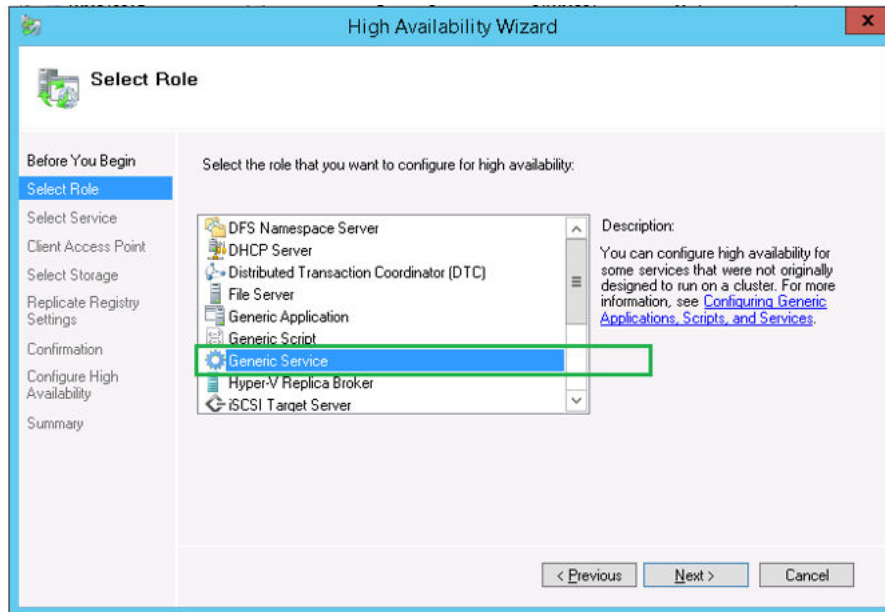 High Availability Wizard
X
Select Role
Before You Begin
Select Role
Select Service
Client Access Point
Select Storage
Replicate Registry
Settings
Confirmation
Configure High
Availability
Summary
Select the role that you want to configure for high availability:
DFS Namespace Server
DHCP Server
Distributed Transaction Coordinator (DTC)
File Server
Generic Application
Generic Script
Generic Service
Hyper-V Replica Broker
iSCSI Target Server
Description:
You can configure high availability for
some services that were not originally
designed to run on a cluster. For more
information, see Configuring Generic
Applications, Scripts, and Services.
< Previous
Next >
Cancel